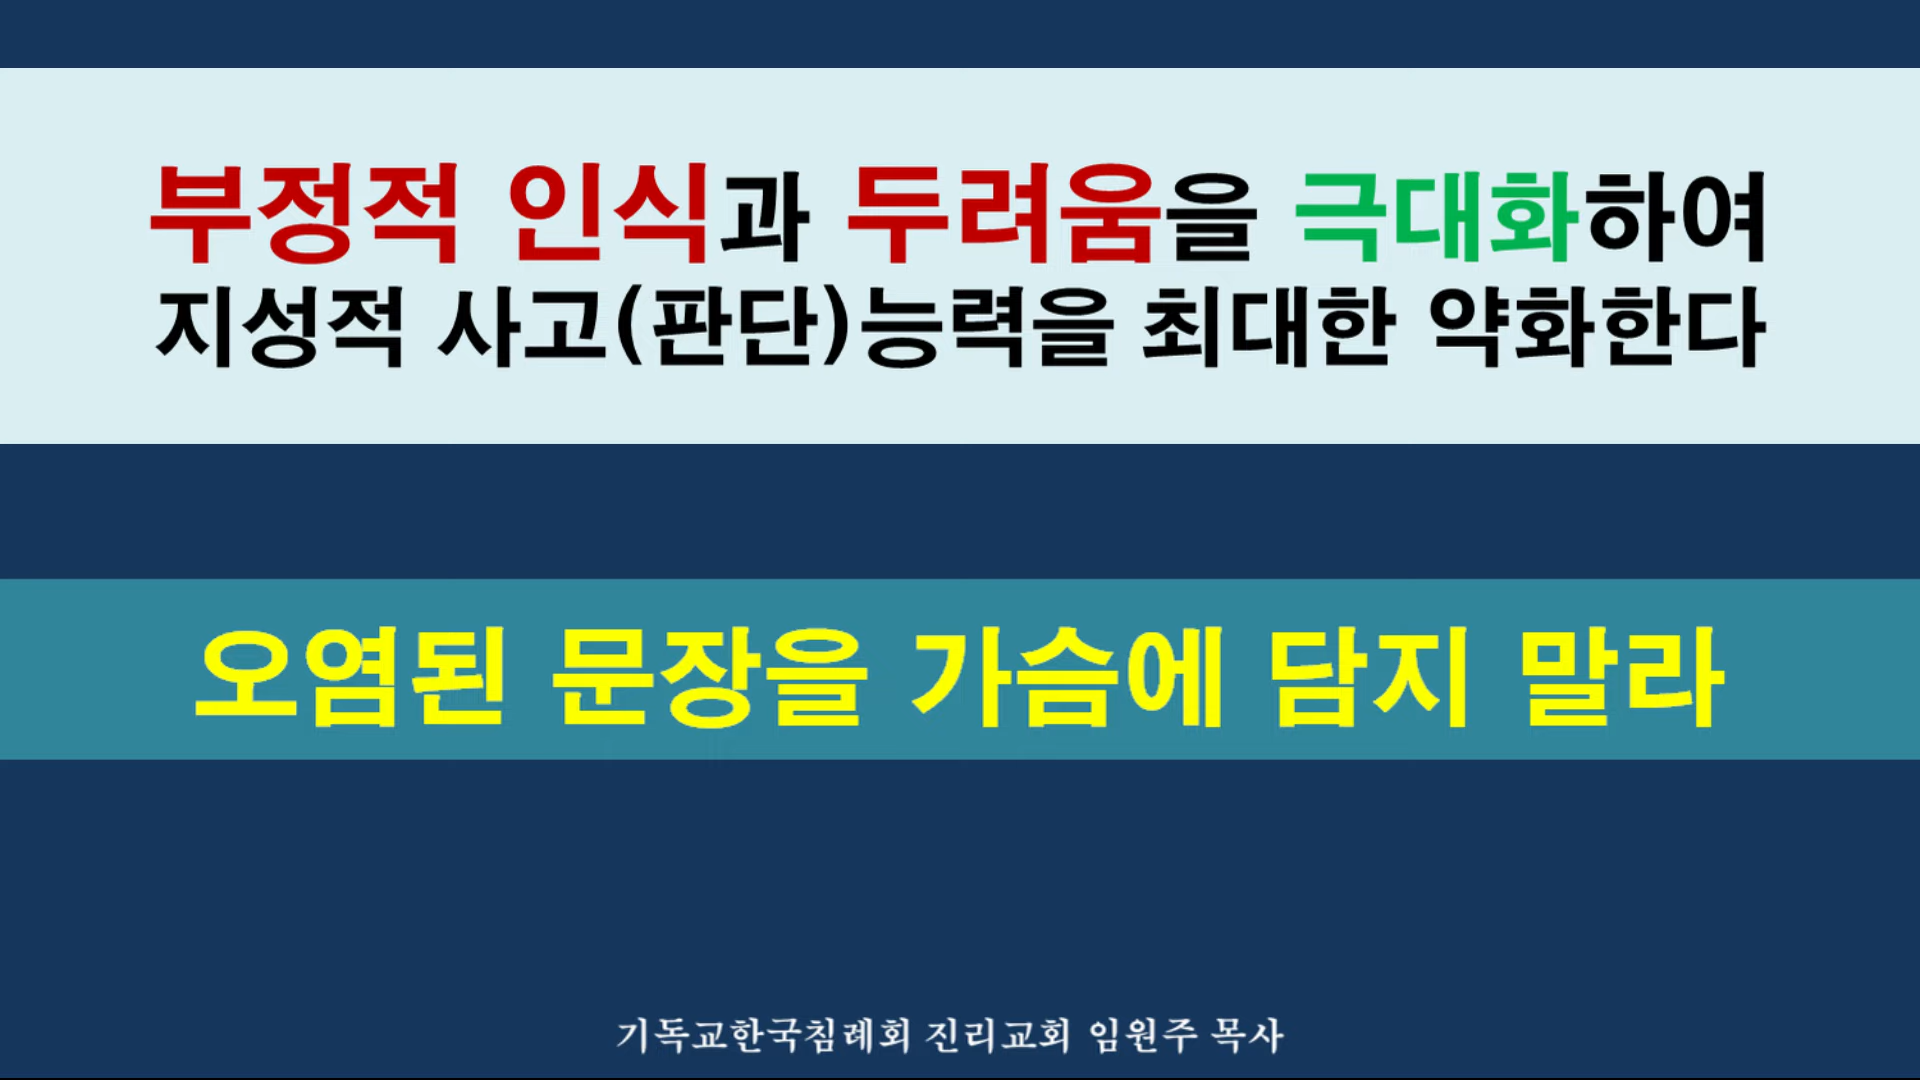 부정적 인식과 두려움을 극대화하여
지성적 사고(판단)능력을 최대한 약화한다
오염된 문장을 가슴에 담지 말라
기독교한국침례회 진리교회 임원주 목사